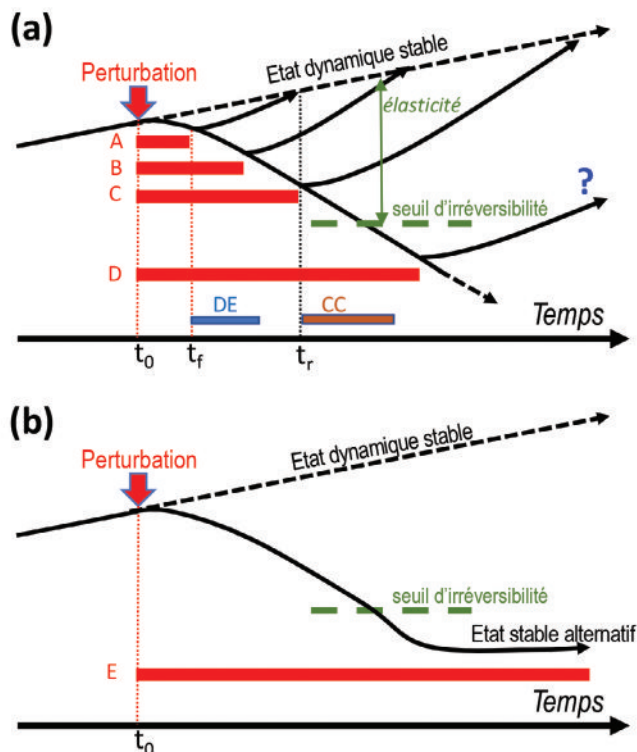 (a)
Perturbation
Etat dynamique stable
élasticité
A
B
C
?
seuil d'irréversibilité
D
DE
CC
Temps
t0
tf
tr
(b)
Perturbation
Etat dynamique stable
seuil d'irréversibilité
Etat stable alternatif
E
Temps
t0